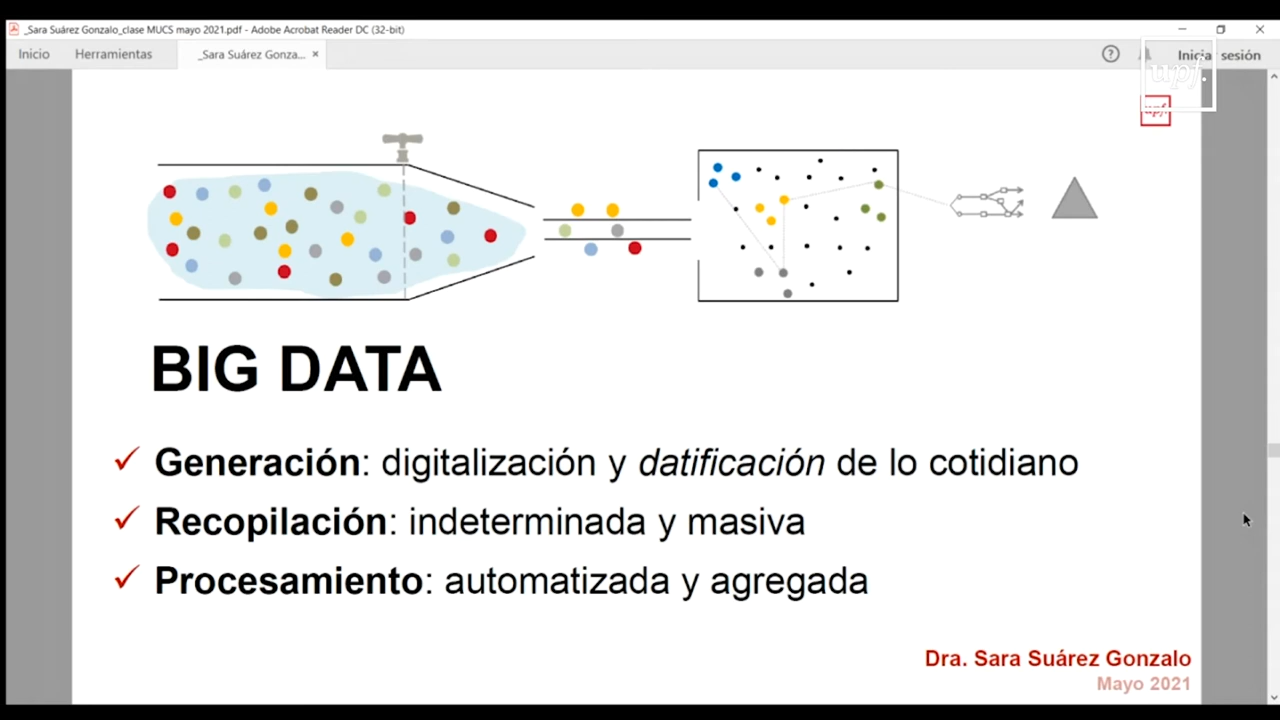 _Sara Suárez Gonzalo_clase MUCS mayo 2021.pdf - Adobe Acrobat Reader DC (32-bit)
Inicio Herramientas _Sara Suárez Gonza... × ? Iniciar sesión
upf.
upf.
BIG DATA
✓ Generación: digitalización y datificación de lo cotidiano
✓ Recopilación: indeterminada y masiva
✓ Procesamiento: automatizada y agregada
Dra. Sara Suárez Gonzalo
Mayo 2021